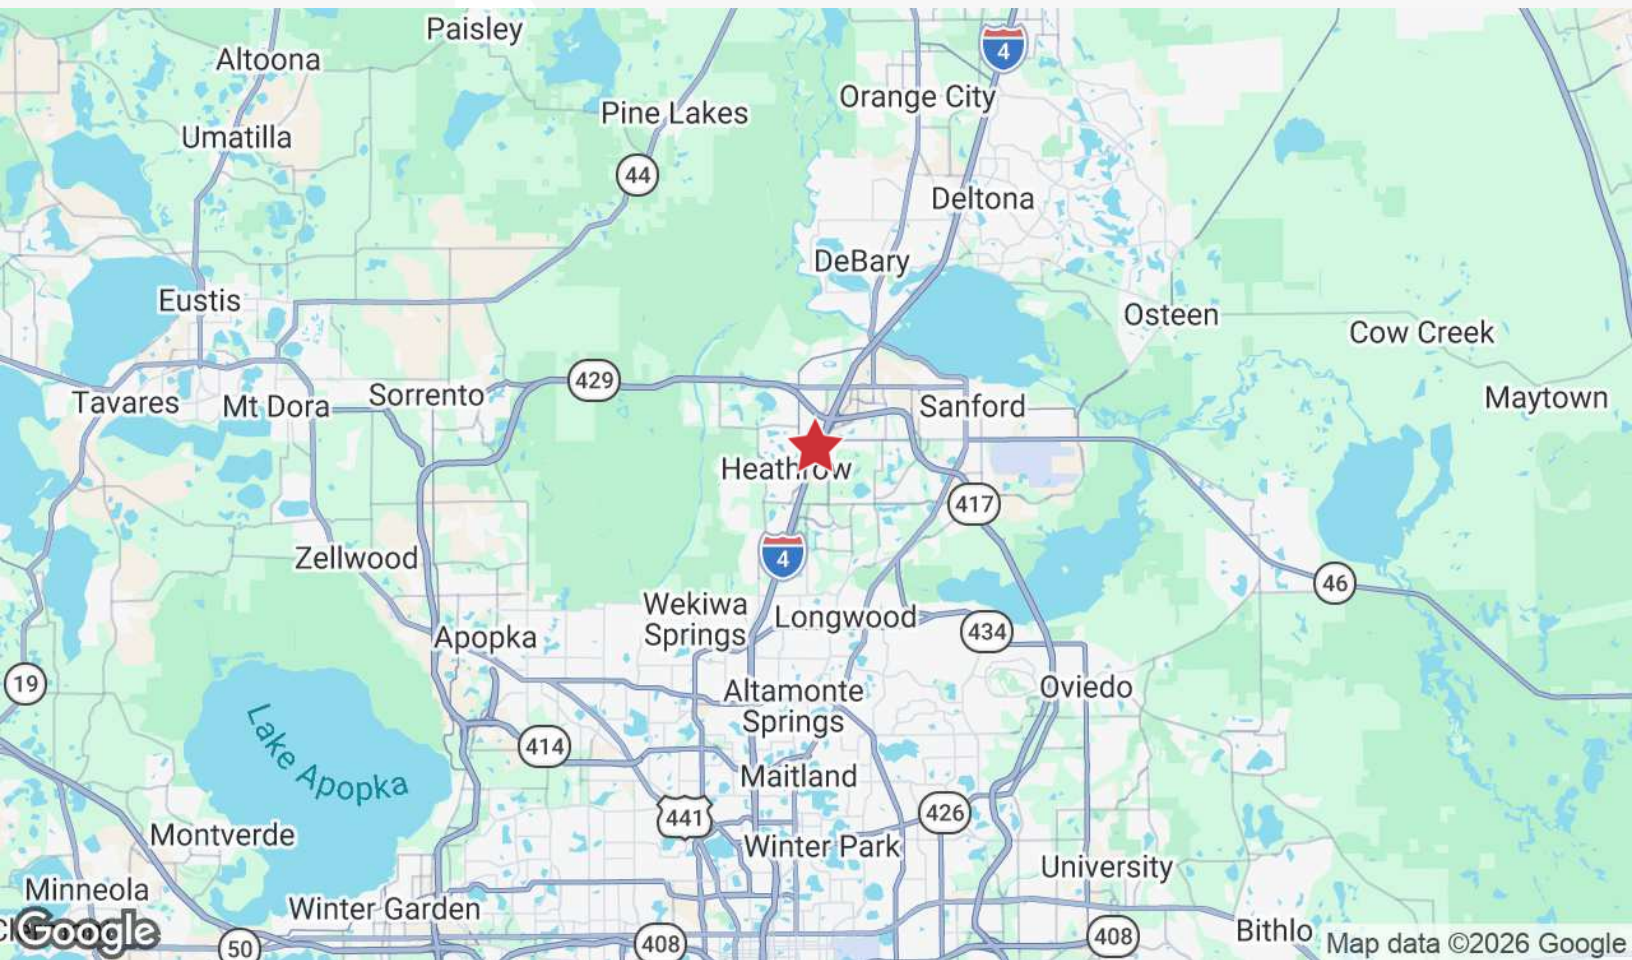 Paisley
Altoona
4
Orange City
Pine Lakes
Umatilla
44
Deltona
DeBary
Eustis
Osteen
Cow Creek
429
Sorrento
Tavares
Mt Dora
Sanford
Maytown
Heathrow
417
4
Zellwood
46
Wekiwa
Springs
Longwood
434
Apopka
19
Oviedo
Altamonte
Springs
Lake Apopka
414
Maitland
441
426
Montverde
Winter Park
University
Minneola
Winter Garden
Google
50
408
408
Bithlo
Map data ©2026 Google